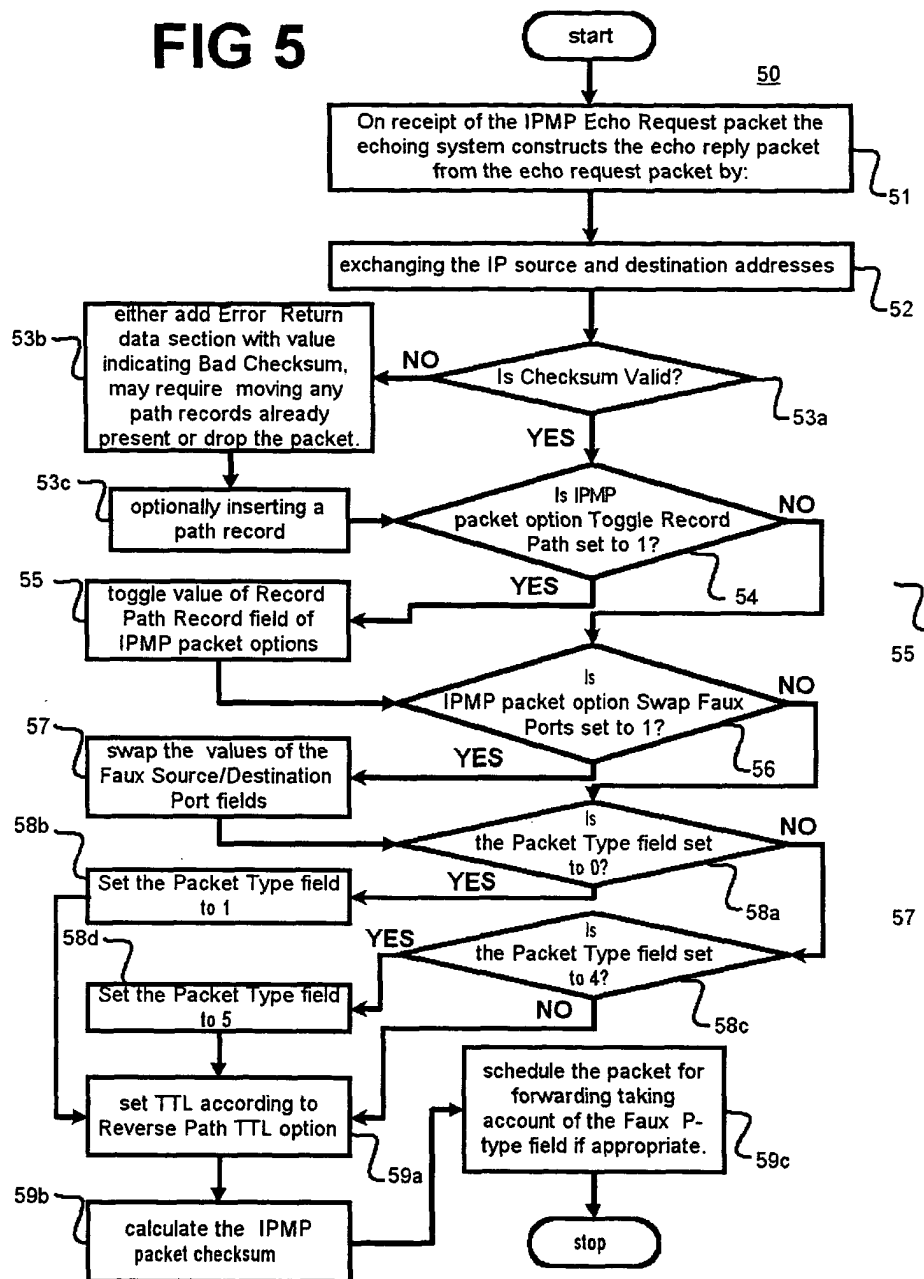 FIG 5
start
50
On receipt of the IPMP Echo Request packet the
echoing system constructs the echo reply packet
from the echo request packet by:
51
exchanging the IP source and destination addresses
52
either add Error Return
data section with value
indicating Bad Checksum,
may require moving any
path records already
present or drop the packet.
53b
NO
Is Checksum Valid?
53a
YES
53c
optionally inserting a
path record
Is IPMP
packet option Toggle Record
Path set to 1?
NO
54
YES
55
toggle value of Record
Path Record field of
IPMP packet options
55
Is
IPMP packet option Swap Faux
Ports set to 1?
NO
56
YES
57
swap the values of the
Faux Source/Destination
Port fields
Is
the Packet Type field set
to 0?
NO
58a
YES
58b
Set the Packet Type field
to 1
57
Is
the Packet Type field set
to 4?
YES
58c
NO
58d
Set the Packet Type field
to 5
set TTL according to
Reverse Path TTL option
59a
59b
calculate the IPMP
packet checksum
schedule the packet for
forwarding taking
account of the Faux P-
type field if appropriate.
59c
stop